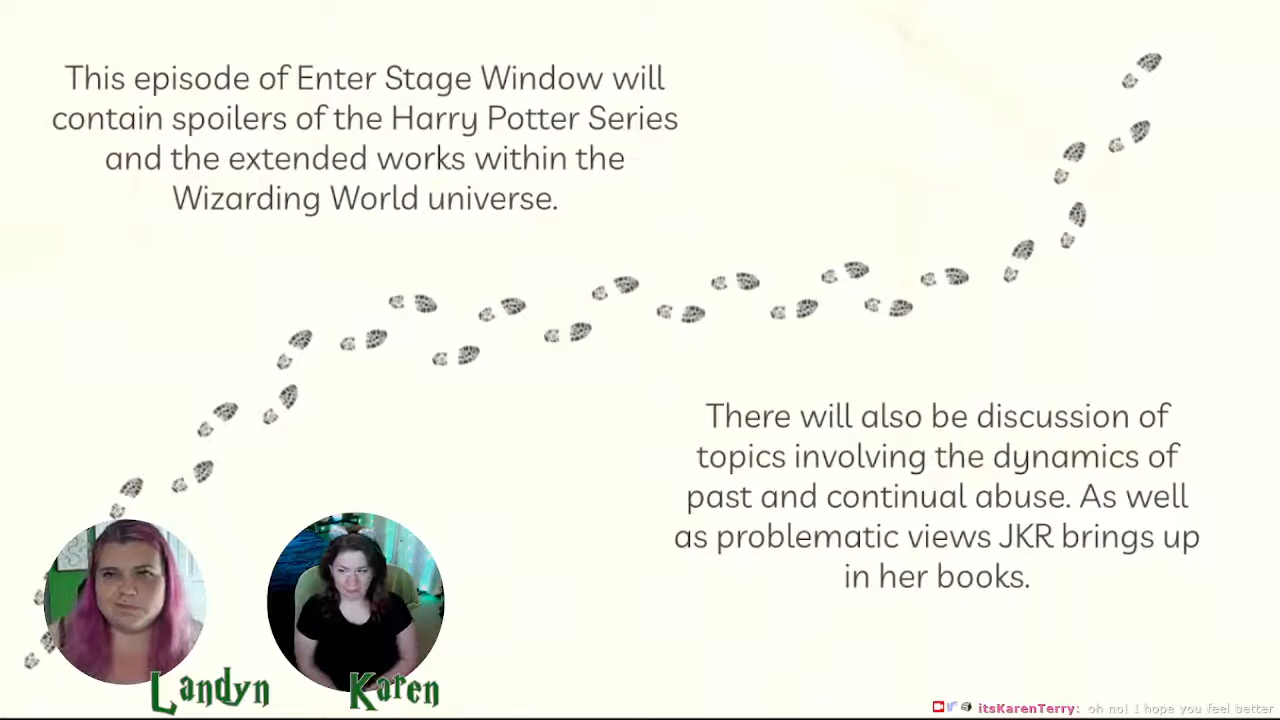 This episode of Enter Stage Window will
contain spoilers of the Harry Potter Series
and the extended works within the
Wizarding World universe.
There will also be discussion of
topics involving the dynamics of
past and continual abuse. As well
as problematic views JKR brings up
in her books.
Landyn
Karen
itsKarenTerry: oh no! I hope you feel better